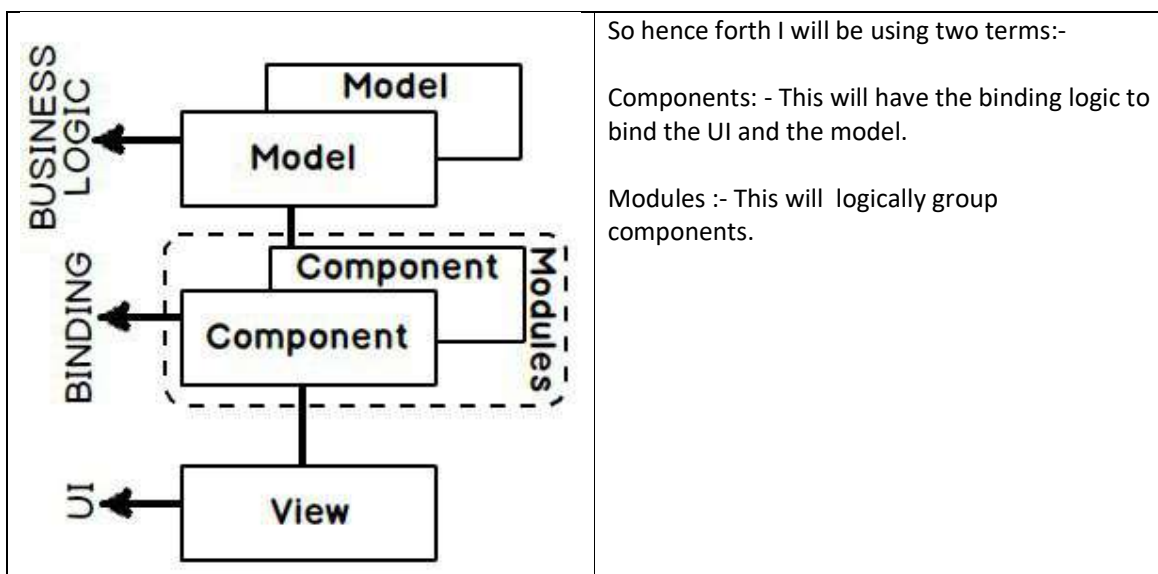 BUSINESS
LOGIC
Model
Model
BINDING
Component
Component
Modules
UI
View
So hence forth I will be using two terms:-
Components: - This will have the binding logic to
bind the UI and the model.
Modules :- This will  logically group
components.